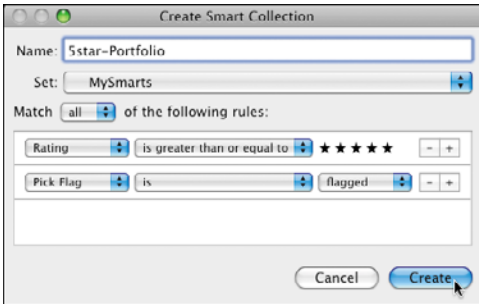 Create Smart Collection
Name: 5star-Portfolio
Set: MySmarts
Match all of the following rules:
Rating is greater than or equal to ★ ★ ★ ★ ★ - +
Pick Flag is flagged - +
Cancel Create